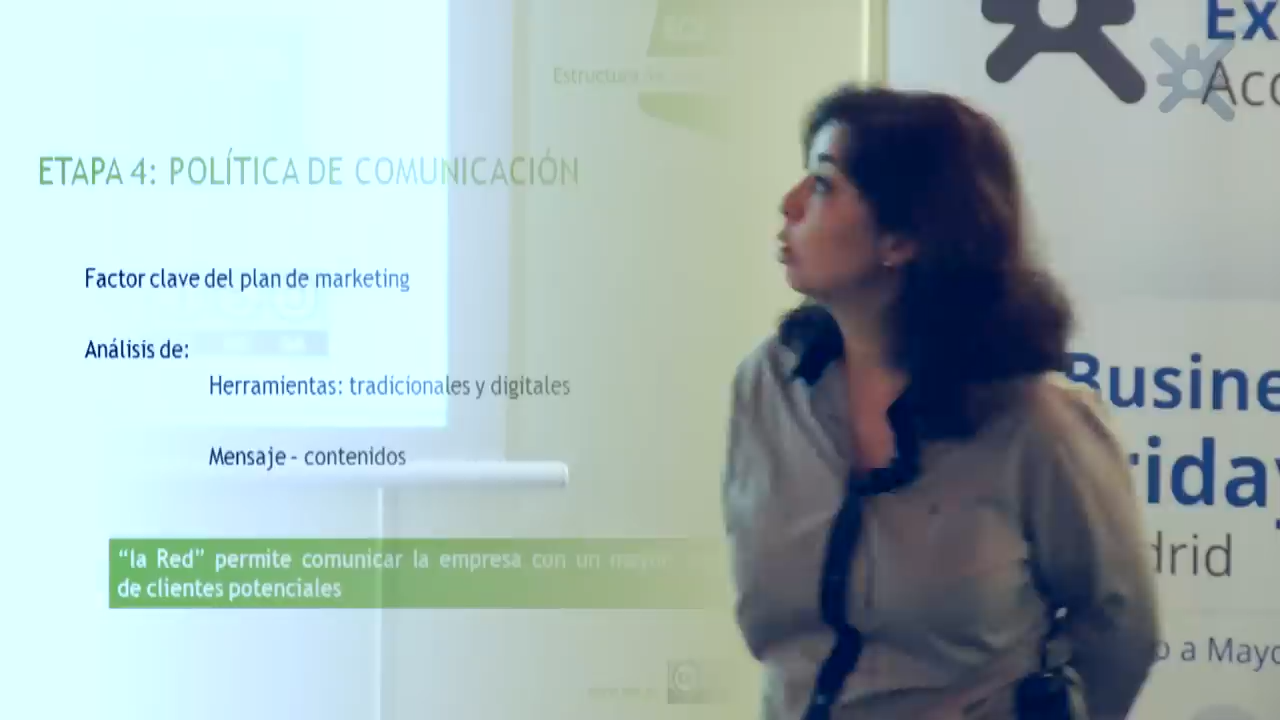 Estructura
ETAPA 4: POLÍTICA DE COMUNICACIÓN
Factor clave del plan de marketing
Análisis de:
Herramientas: tradicionales y digitales
Mensaje - contenidos
“la Red” permite comunicar la empresa con un mayor
de clientes potenciales
Ex
Acc
Busine
riday
drid
o a Mayo